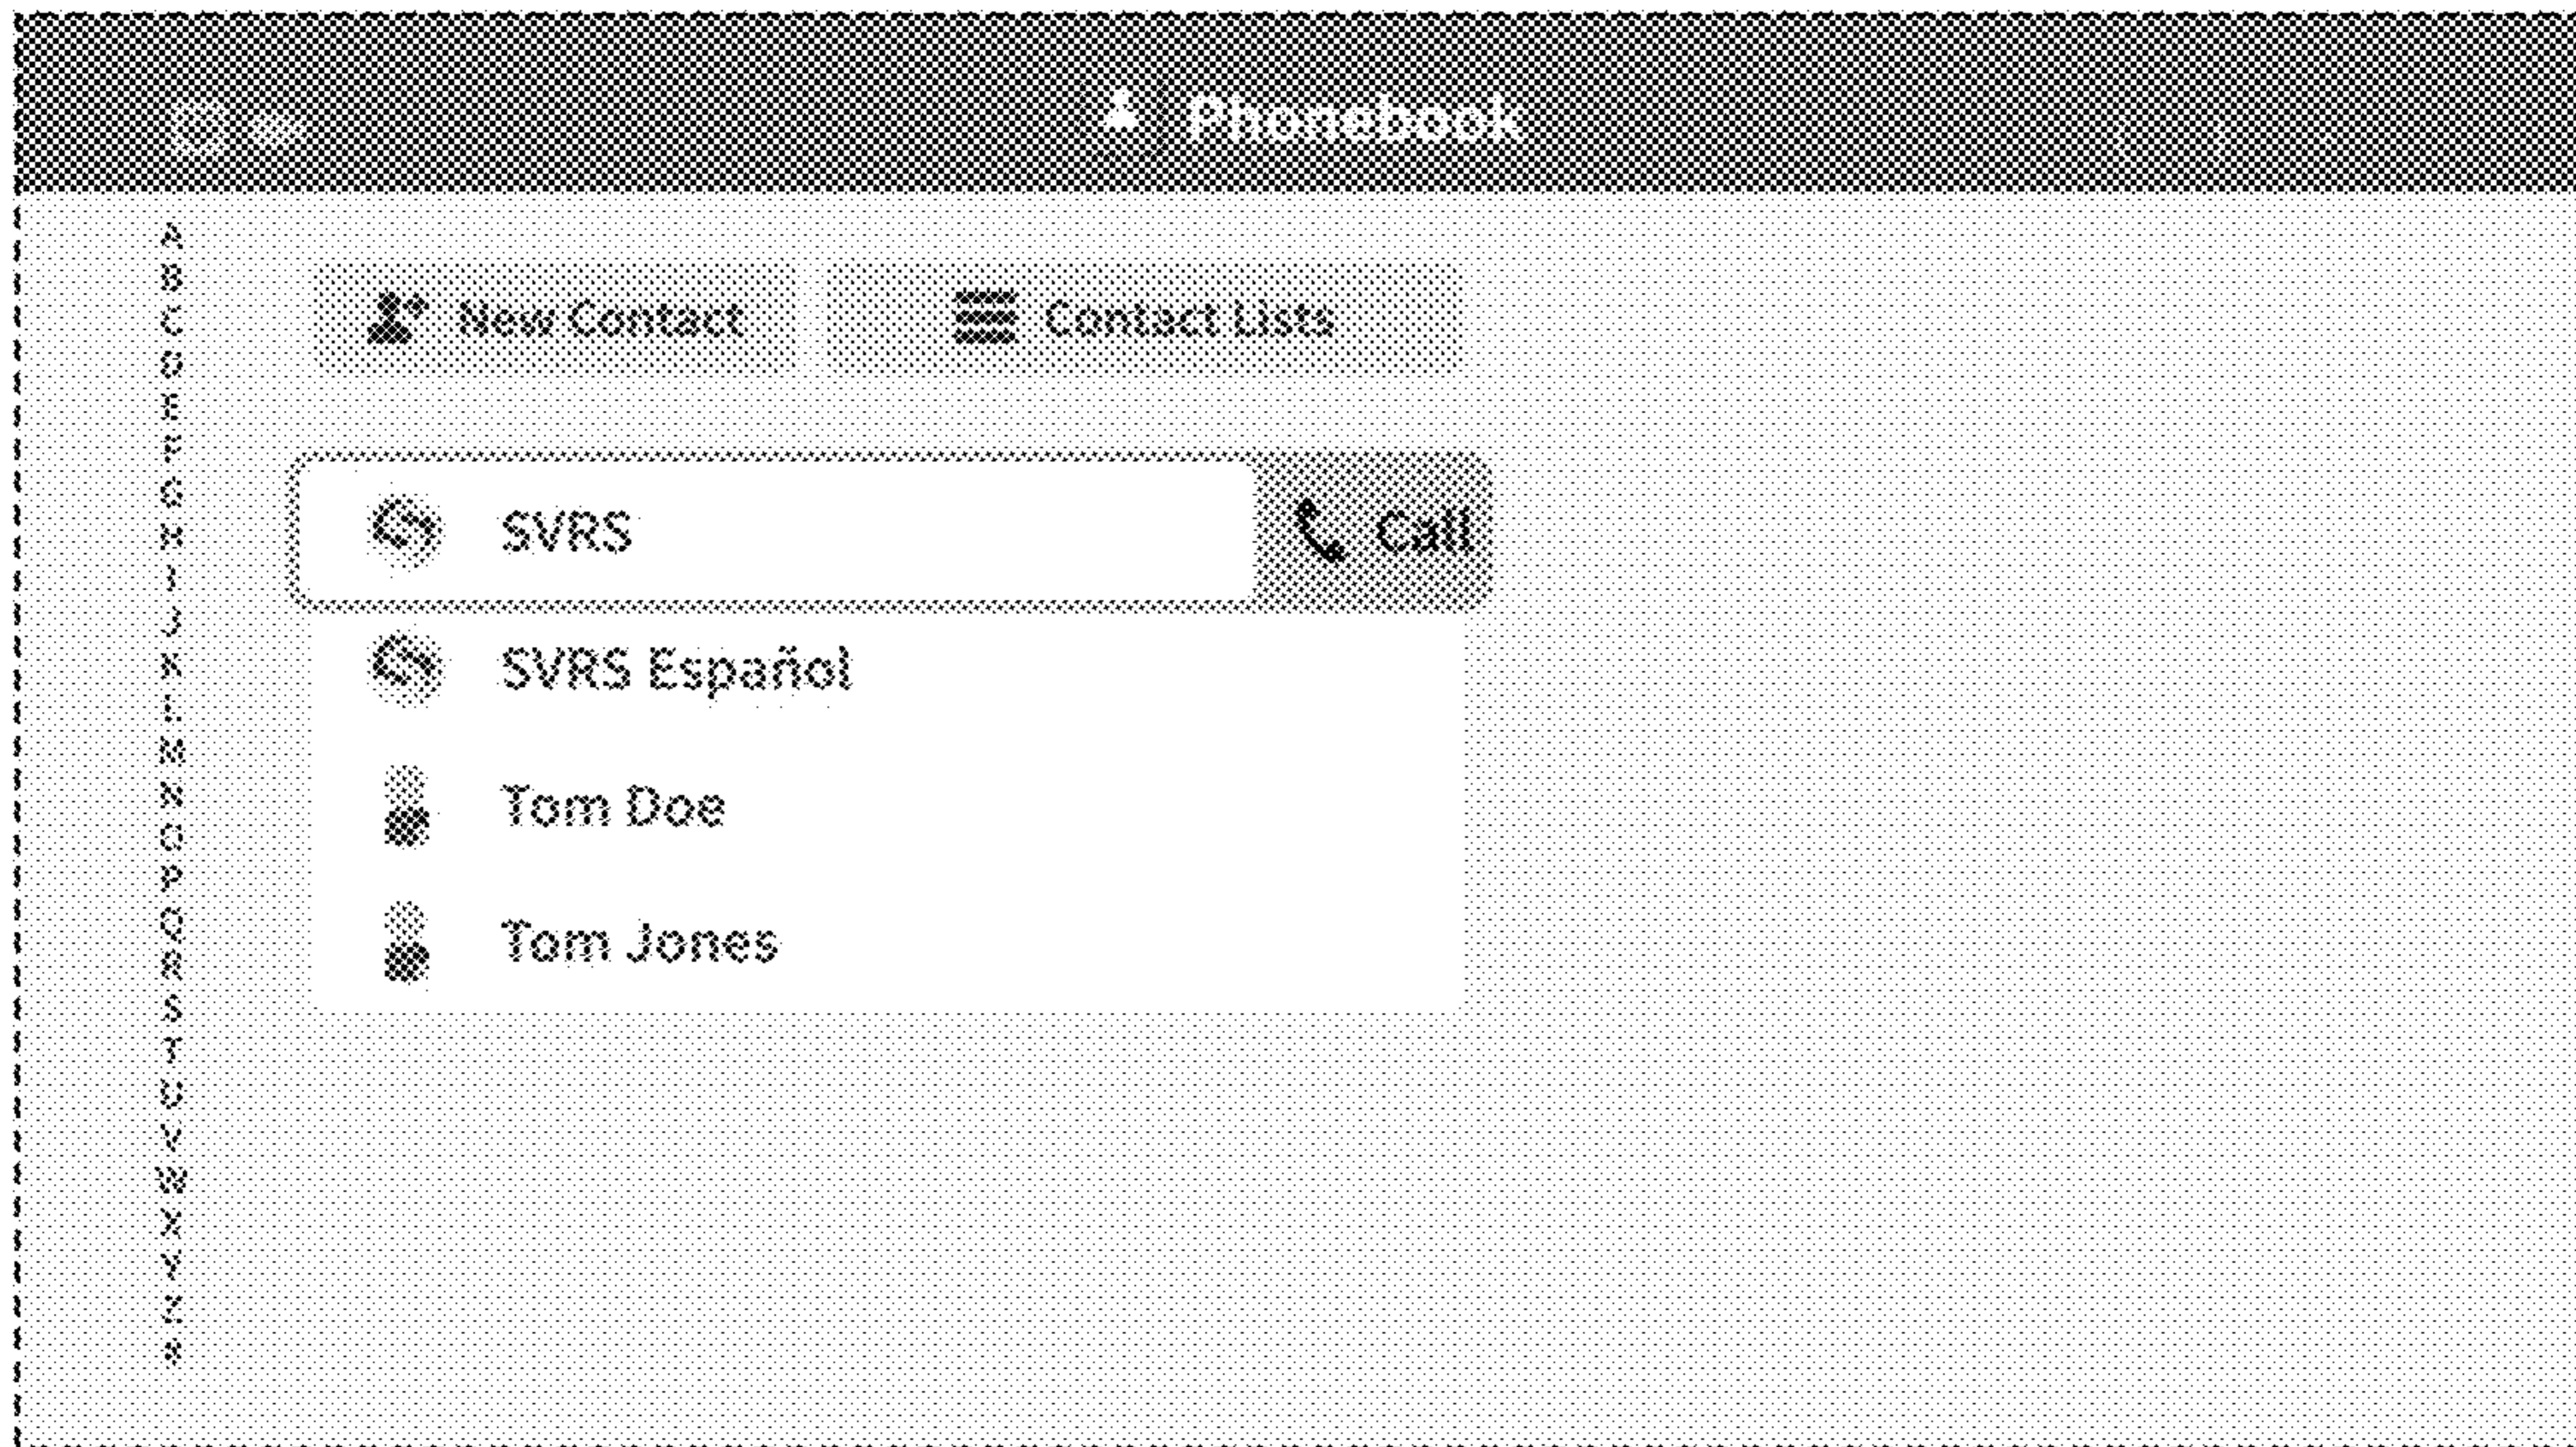 Phonebook
A
B
C
D
E
F
G
H
I
J
K
L
M
N
O
P
Q
R
S
T
U
V
W
X
Y
Z
#
New Contact
Contact Lists
SVRS
Call
SVRS Español
Tom Doe
Tom Jones